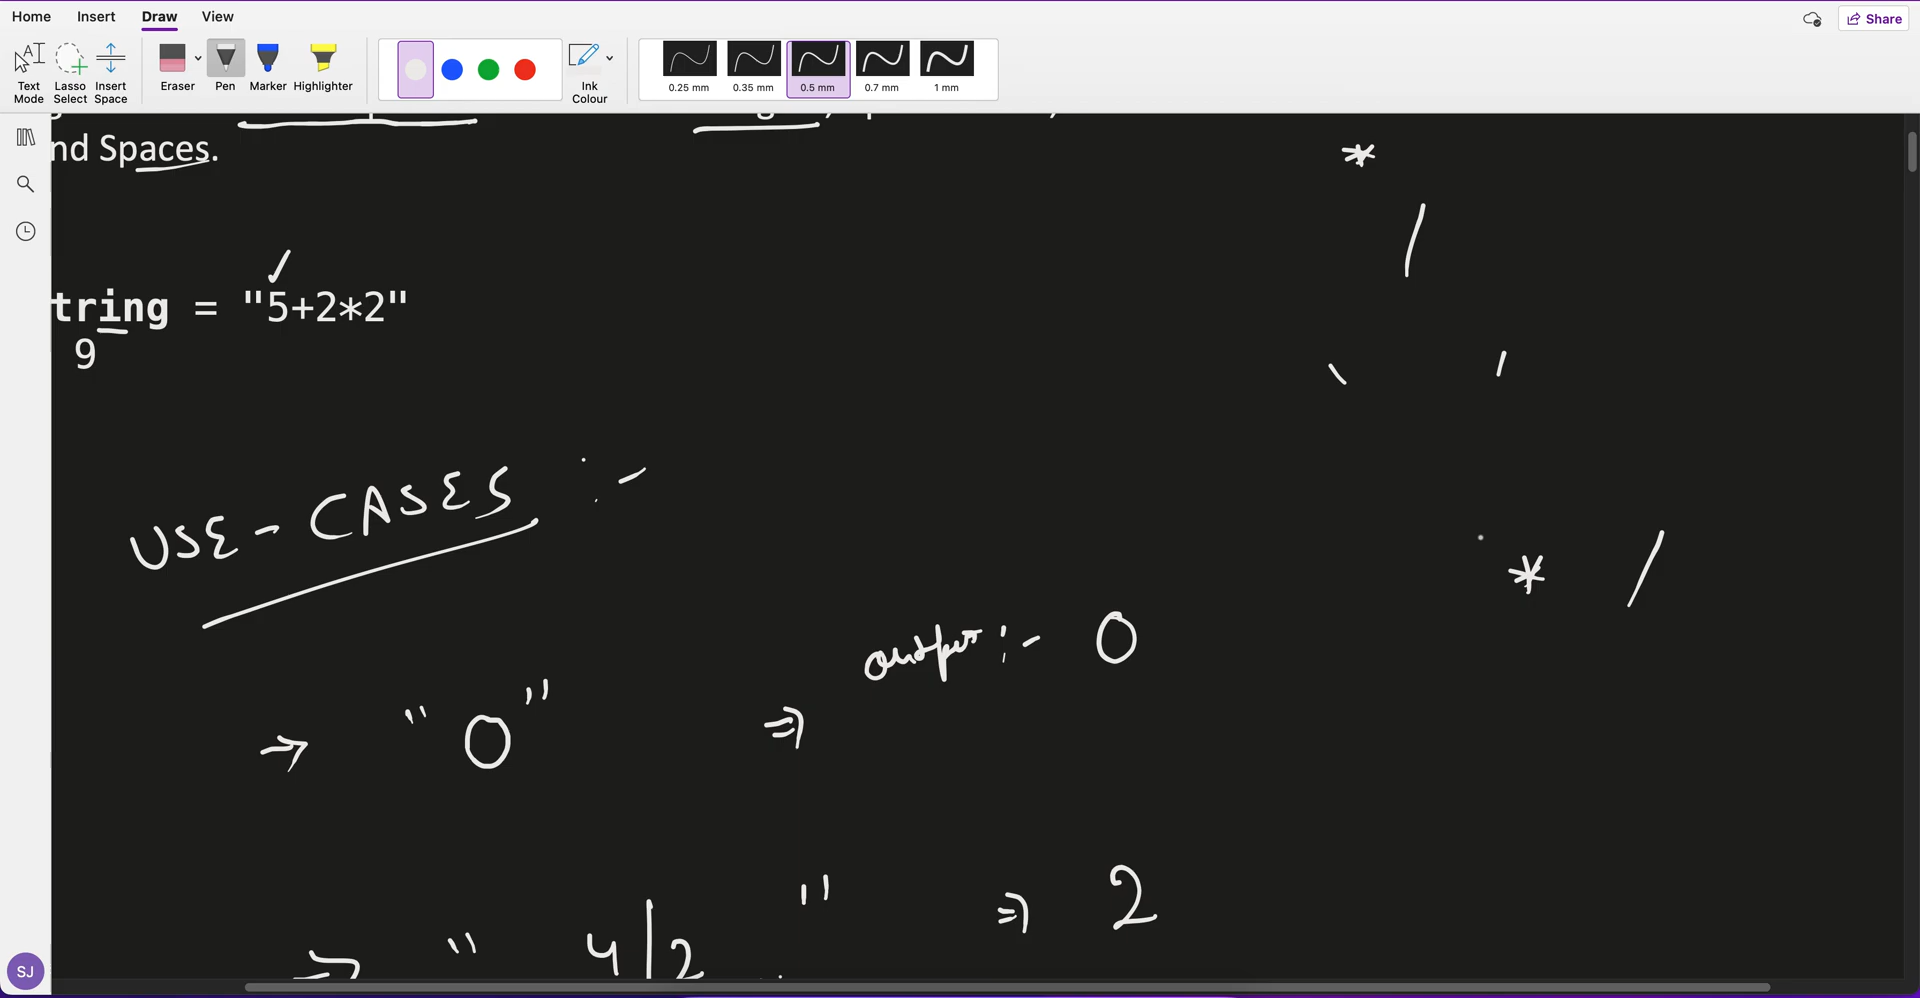 Home Insert Draw View
Share
Text Mode
Lasso Select
Insert Space
Eraser
Pen
Marker
Highlighter
Ink Colour
0.25 mm
0.35 mm
0.5 mm
0.7 mm
1 mm
nd Spaces.
*
/
tring = "5+2*2"
9
USE - CASES :-
* /
output :- 0
→ "0" ⇒
→ " 4/2 " ⇒ 2
SJ